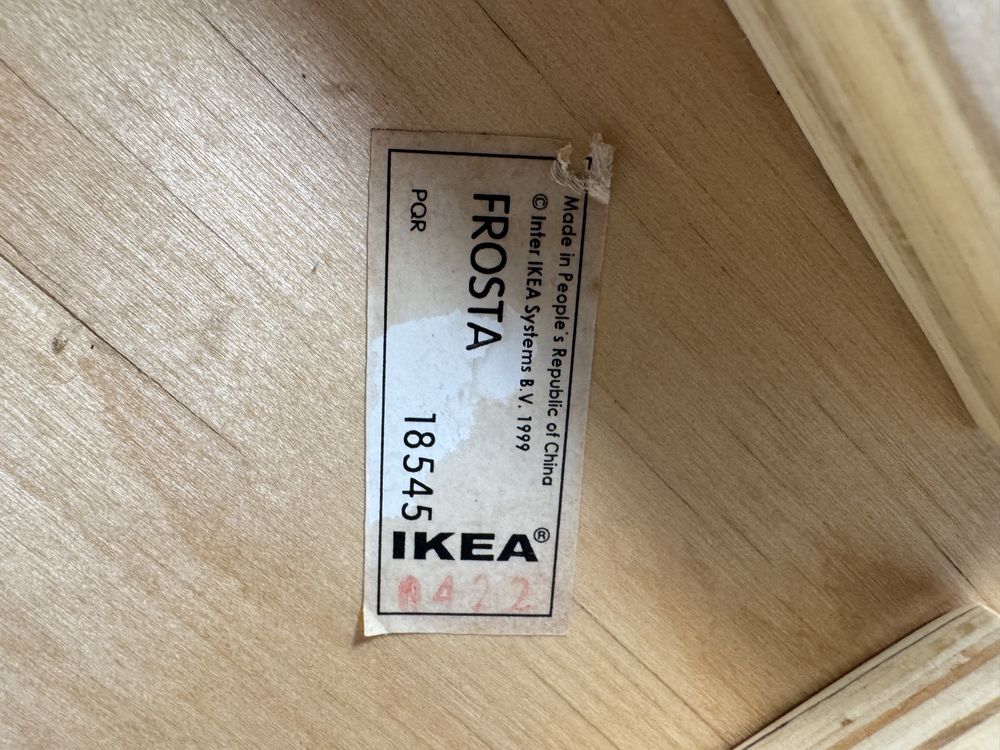 Made in People's Republic of China
© Inter IKEA Systems B.V. 1999
FROSTA
PQR 18545
IKEA®
0422